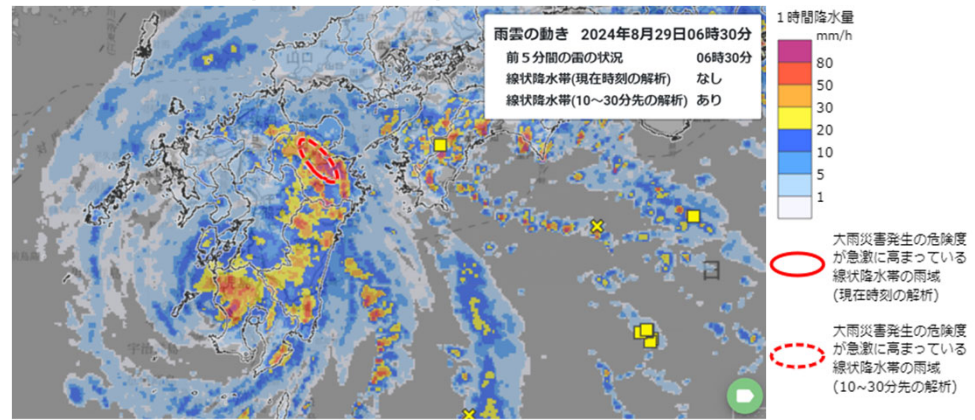 雨雲の動き 2024年8月29日06時30分
前5分間の雷の状況 06時30分
線状降水帯(現在時刻の解析) なし
線状降水帯(10～30分先の解析) あり
1時間降水量
mm/h
80
50
30
20
10
5
1
大雨災害発生の危険度
が急激に高まっている
線状降水帯の雨域
(現在時刻の解析)
大雨災害発生の危険度
が急激に高まっている
線状降水帯の雨域
(10~30分先の解析)
山口
日